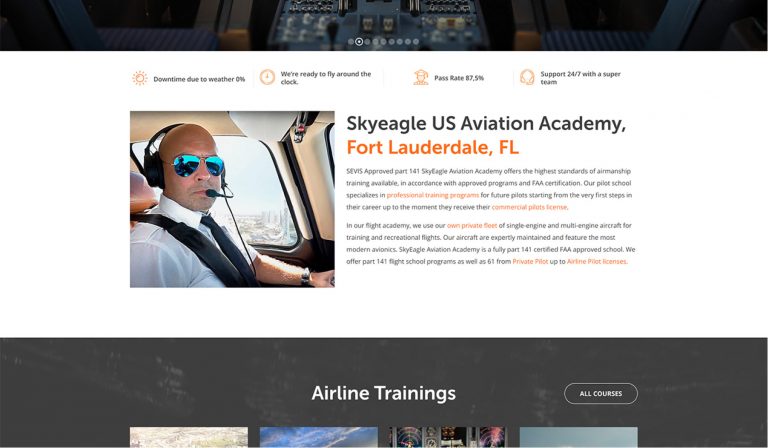 Downtime due to weather 0%
We're ready to fly around the
clock.
Pass Rate 87,5%
Support 24/7 with a super
team
Skyeagle US Aviation Academy,
Fort Lauderdale, FL
SEVIS Approved part 141 SkyEagle Aviation Academy offers the highest standards of airmanship
training available, in accordance with approved programs and FAA certification. Our pilot school
specializes in professional training programs for future pilots starting from the very first steps in
their career up to the moment they receive their commercial pilots license.
In our flight academy, we use our own private fleet of single-engine and multi-engine aircraft for
training and recreational flights. Our aircraft are expertly maintained and feature the most
modern avionics. SkyEagle Aviation Academy is a fully part 141 certified FAA approved school. We
offer part 141 flight school programs as well as 61 from Private Pilot up to Airline Pilot licenses.
Airline Trainings
ALL COURSES